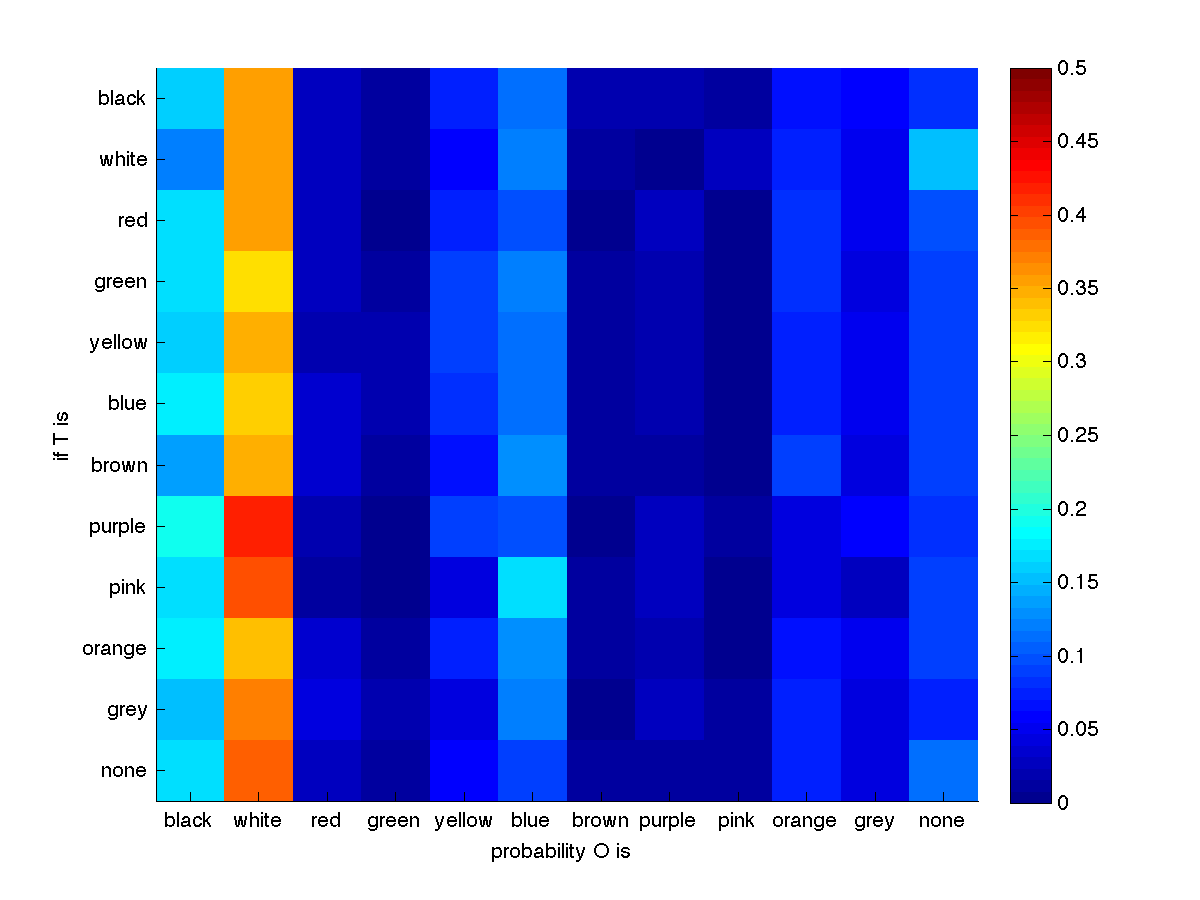 black
white
red
green
yellow
blue
brown
purple
pink
orange
grey
none
if T is
black white red green yellow blue brown purple pink orange grey none
probability O is
0.5
0.45
0.4
0.35
0.3
0.25
0.2
0.15
0.1
0.05
0